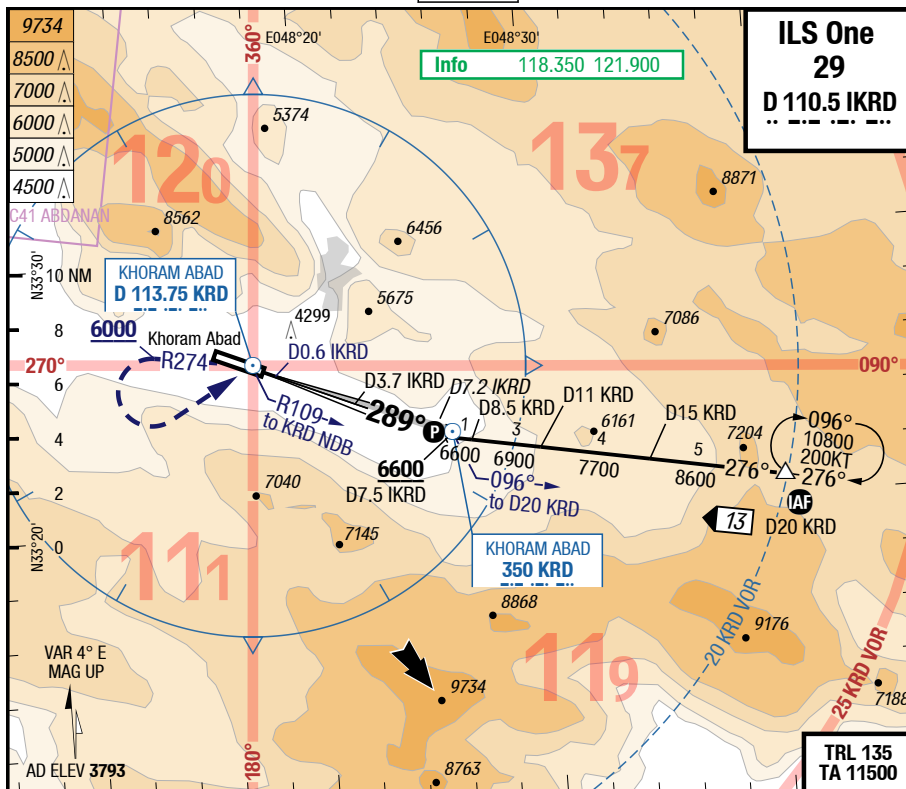 9734
8500
7000
6000
5000
4500
C41 ABDANAN
360°
E048°20'
E048°30'
Info 118.350 121.900
ILS One
29
D 110.5 IKRD
5374
120
137
8871
8562
6456
N33°30'
10 NM
KHORAM ABAD
D 113.75 KRD
5675
4299
7086
8
6000
Khoram Abad
R274
D0.6 IKRD
270°
090°
6
D3.7 IKRD
D7.2 IKRD
D11 KRD
R109
to KRD NDB
289°
P
1
D8.5 KRD
3
6161
4
D15 KRD
5
7204
096°
10800
200KT
276°
276°
4
6600
6600
6900
7700
8600
D7.5 IKRD
IAF
D20 KRD
096°
to D20 KRD
13
7040
2
7145
N33°20'
0
111
KHORAM ABAD
350 KRD
8868
20 KRD VOR
9176
119
VAR 4° E
MAG UP
9734
7188
25 KRD VOR
AD ELEV 3793
180°
8763
TRL 135
TA 11500